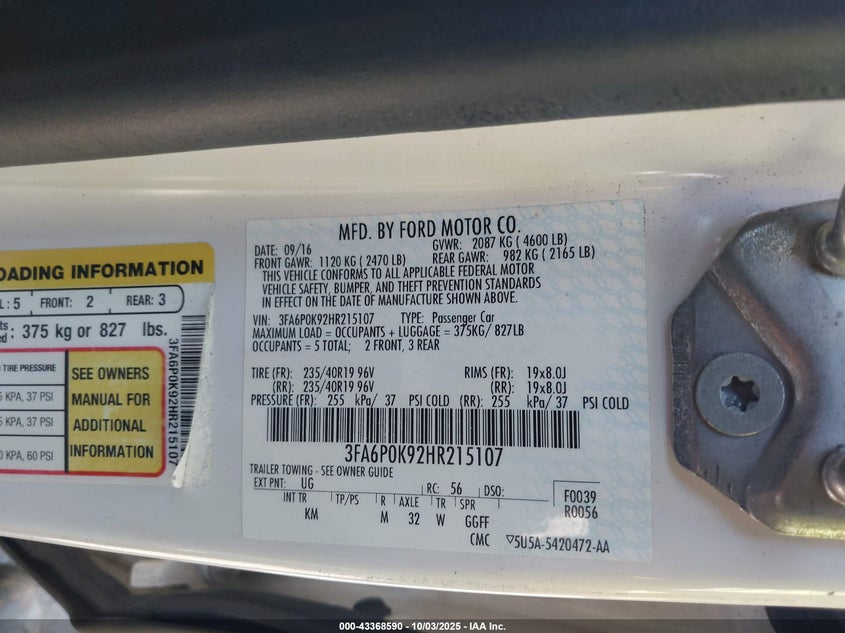 OADING INFORMATION
L : 5 FRONT: 2 REAR: 3
375 kg or 827 lbs.
TIRE PRESSURE
KPA, 37 PSI
KPA, 37 PSI
KPA, 60 PSI
SEE OWNERS
MANUAL FOR
ADDITIONAL
INFORMATION
3FA6P0K92HR215107
MFD. BY FORD MOTOR CO.
DATE: 09/16 GVWR: 2087 KG ( 4600 LB)
FRONT GAWR: 1120 KG ( 2470 LB) REAR GAWR: 982 KG ( 2165 LB)
THIS VEHICLE CONFORMS TO ALL APPLICABLE FEDERAL MOTOR
VEHICLE SAFETY, BUMPER, AND THEFT PREVENTION STANDARDS
IN EFFECT ON THE DATE OF MANUFACTURE SHOWN ABOVE.
VIN: 3FA6P0K92HR215107 TYPE: Passenger Car
MAXIMUM LOAD = OCCUPANTS + LUGGAGE = 375KG/ 827LB
OCCUPANTS = 5 TOTAL; 2 FRONT, 3 REAR
TIRE (FR): 235/40R19 96V RIMS (FR): 19x8.0J
(RR): 235/40R19 96V (RR): 19x8.0J
PRESSURE (FR): 255 kPa/ 37 PSI COLD (RR): 255 kPa/ 37 PSI COLD
3FA6P0K92HR215107
TRAILER TOWING - SEE OWNER GUIDE
EXT PNT: UG RC: 56 DSO: F0039
R0056
INT TR TP/PS R AXLE TR SPR
KM M 32 W GGFF
CMC 5U5A-5420472-AA
000-43368590 - 10/03/2025 - IAA Inc.